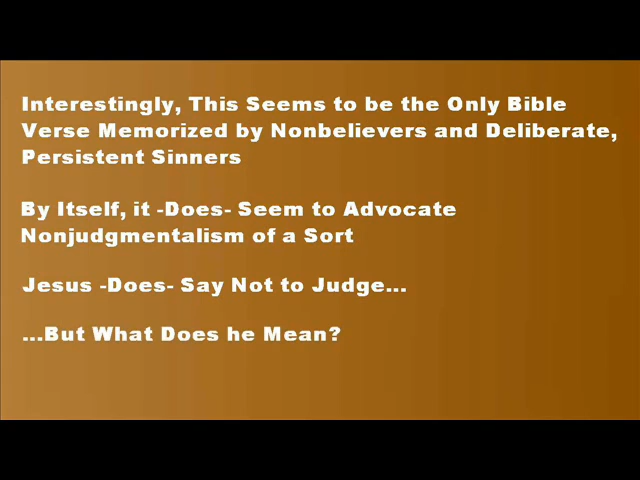 Interestingly, This Seems to be the Only Bible
Verse Memorized by Nonbelievers and Deliberate,
Persistent Sinners
By Itself, it -Does- Seem to Advocate
Nonjudgmentalism of a Sort
Jesus -Does- Say Not to Judge...
...But What Does he Mean?